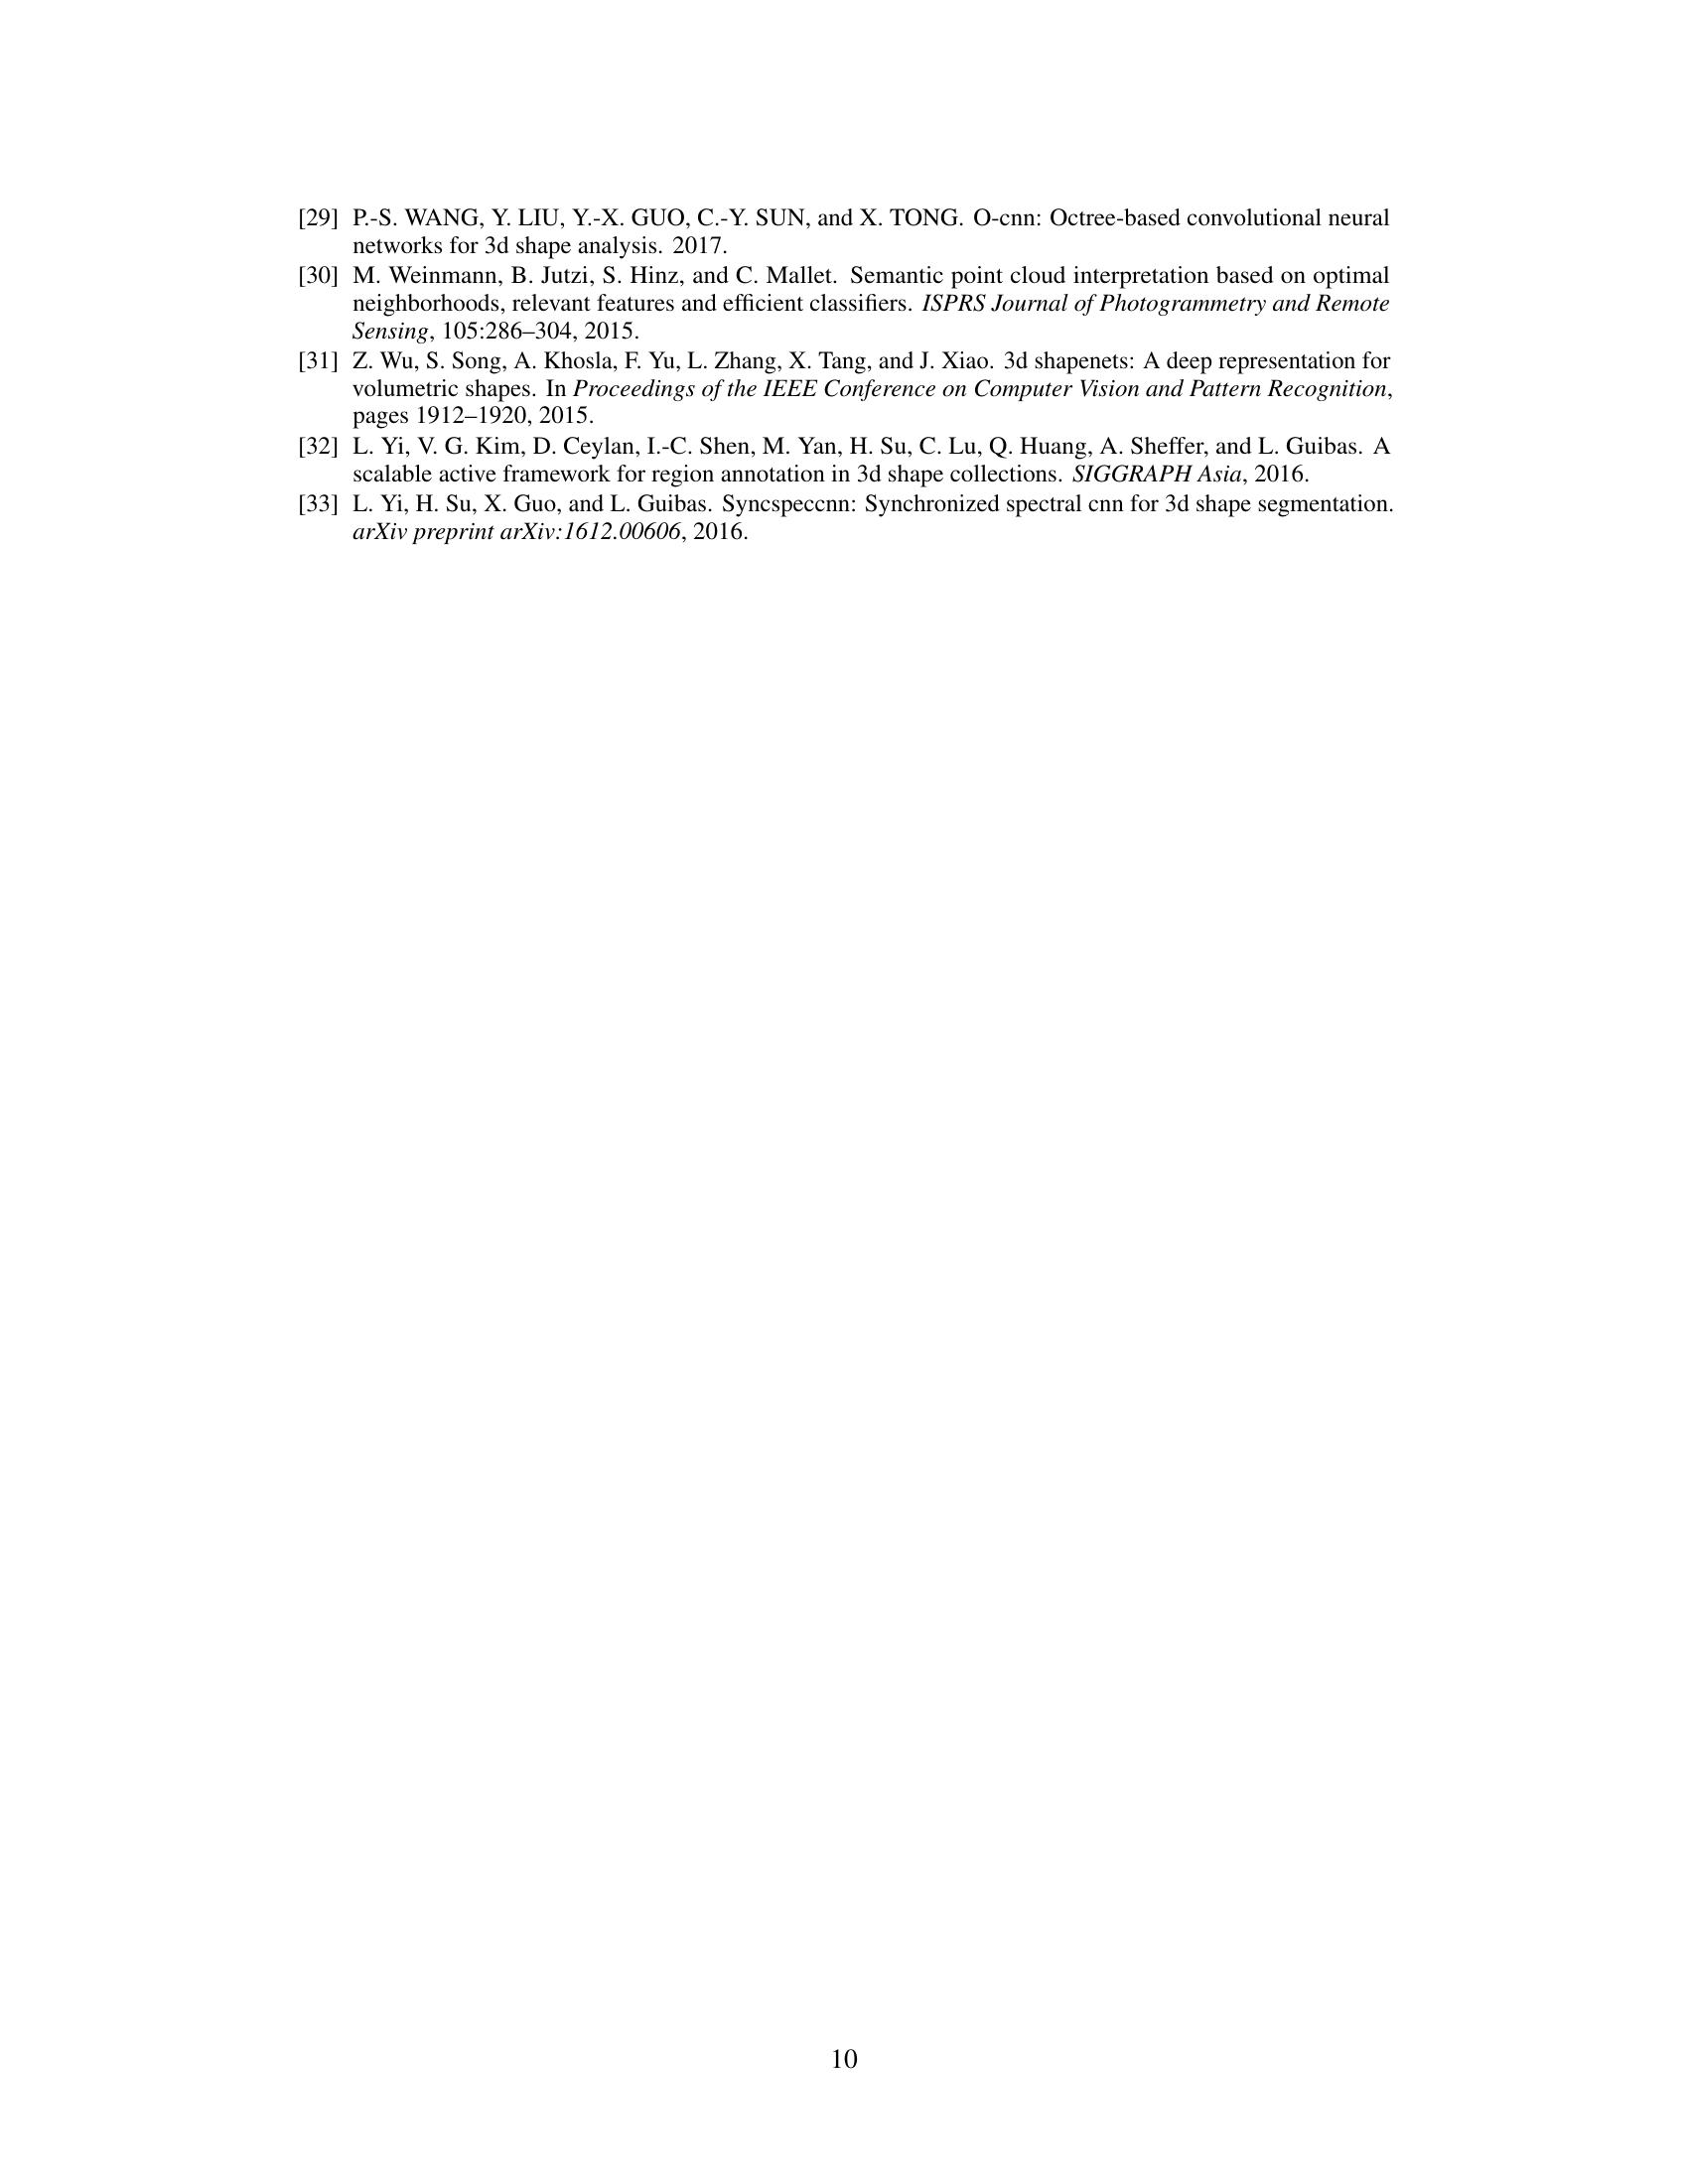 [29] P.-S. WANG, Y. LIU, Y.-X. GUO, C.-Y. SUN, and X. TONG. O-cnn: Octree-based convolutional neural
networks for 3d shape analysis. 2017.
[30] M. Weinmann, B. Jutzi, S. Hinz, and C. Mallet. Semantic point cloud interpretation based on optimal
neighborhoods, relevant features and efficient classifiers. ISPRS Journal of Photogrammetry and Remote
Sensing, 105:286–304, 2015.
[31] Z. Wu, S. Song, A. Khosla, F. Yu, L. Zhang, X. Tang, and J. Xiao. 3d shapenets: A deep representation for
volumetric shapes. In Proceedings of the IEEE Conference on Computer Vision and Pattern Recognition,
pages 1912–1920, 2015.
[32] L. Yi, V. G. Kim, D. Ceylan, I.-C. Shen, M. Yan, H. Su, C. Lu, Q. Huang, A. Sheffer, and L. Guibas. A
scalable active framework for region annotation in 3d shape collections. SIGGRAPH Asia, 2016.
[33] L. Yi, H. Su, X. Guo, and L. Guibas. Syncspeccnn: Synchronized spectral cnn for 3d shape segmentation.
arXiv preprint arXiv:1612.00606, 2016.
10